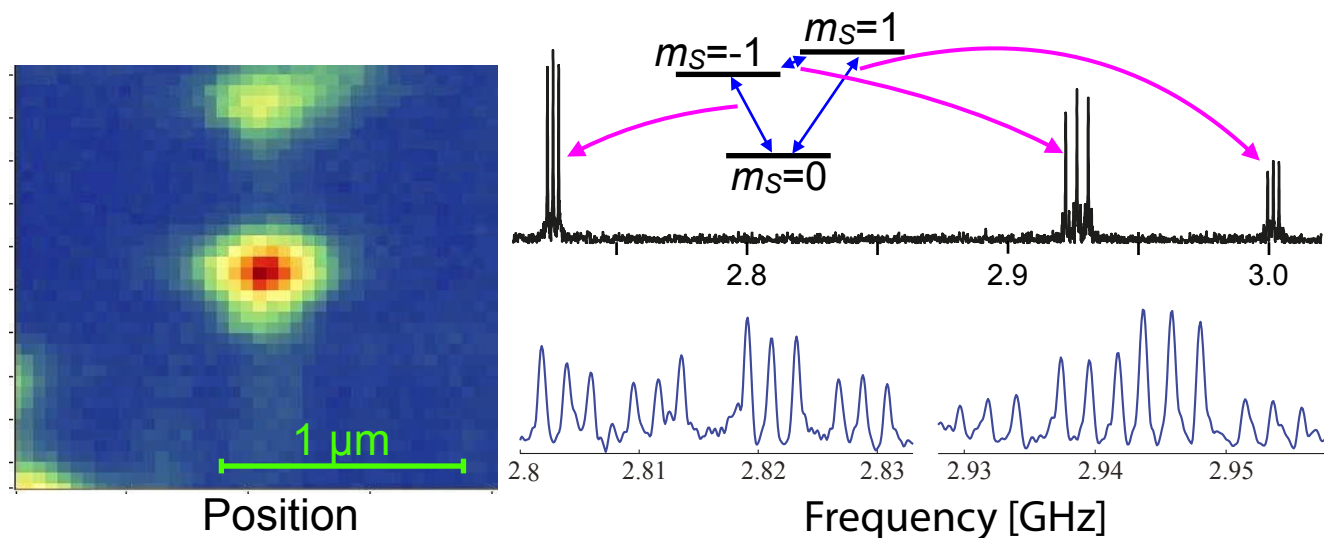 1 µm
Position
mS=-1
mS=1
mS=0
2.8
2.9
3.0
2.8
2.81
2.82
2.83
2.93
2.94
2.95
Frequency [GHz]